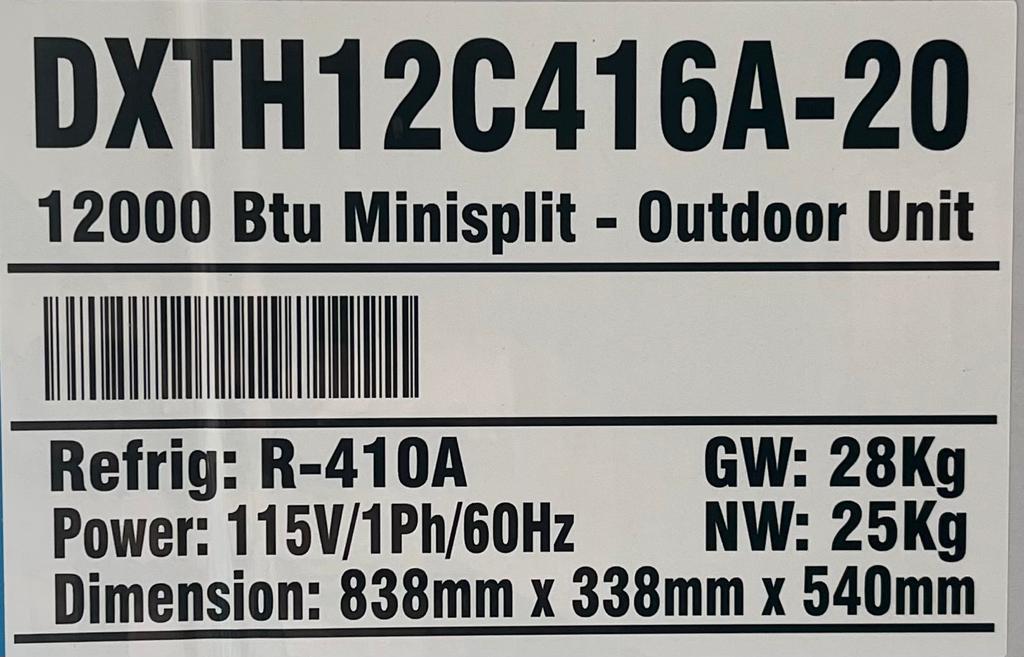 DXTH12C416A-20
12000 Btu Minisplit - Outdoor Unit
Refrig: R-410A GW: 28Kg
Power: 115V/1Ph/60Hz NW: 25Kg
Dimension: 838mm x 338mm x 540mm